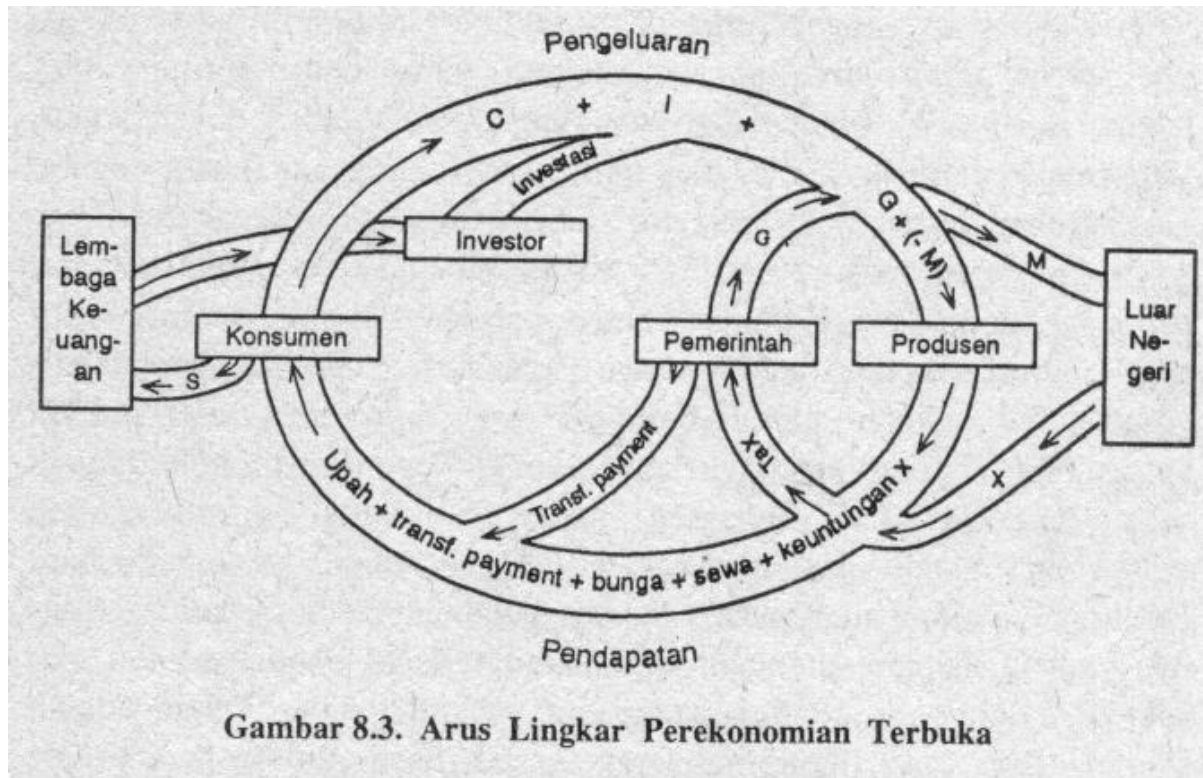 Pengeluaran
C + I +
Investasi
G + (- M)
G
M
Lem-
baga
Ke-
uang-
an
Investor
Luar
Ne-
geri
Konsumen
Pemerintah
Produsen
S
TaX
Transf. payment
X
Upah + transf. payment + bunga + sewa + keuntungan x
Pendapatan
Gambar 8.3. Arus Lingkar Perekonomian Terbuka